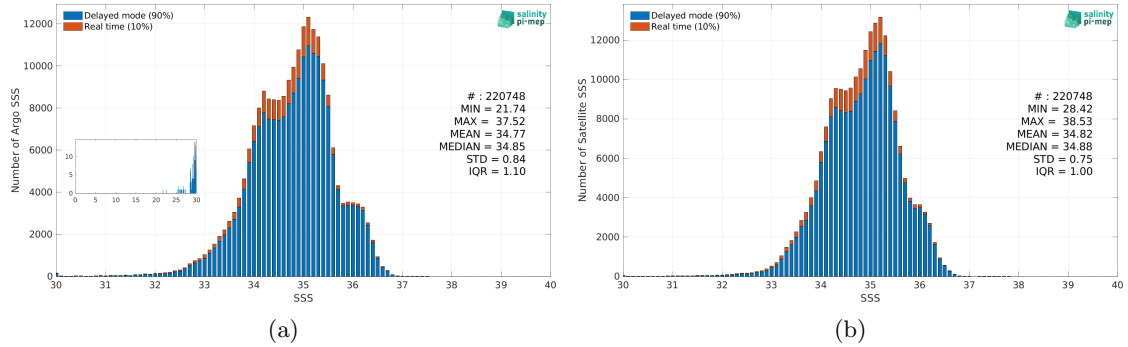 Delayed mode (90%)
Real time (10%)
salinity
pi-mep
12000
10000
8000
6000
4000
2000
0
Number of Argo SSS
# : 220748
MIN = 21.74
MAX = 37.52
MEAN = 34.77
MEDIAN = 34.85
STD = 0.84
IQR = 1.10
10
5
0
0 5 10 15 20 25 30
30 31 32 33 34 35 36 37 38 39 40
SSS
(a)
Delayed mode (90%)
Real time (10%)
salinity
pi-mep
12000
10000
8000
6000
4000
2000
0
Number of Satellite SSS
# : 220748
MIN = 28.42
MAX = 38.53
MEAN = 34.82
MEDIAN = 34.88
STD = 0.75
IQR = 1.00
30 31 32 33 34 35 36 37 38 39 40
SSS
(b)